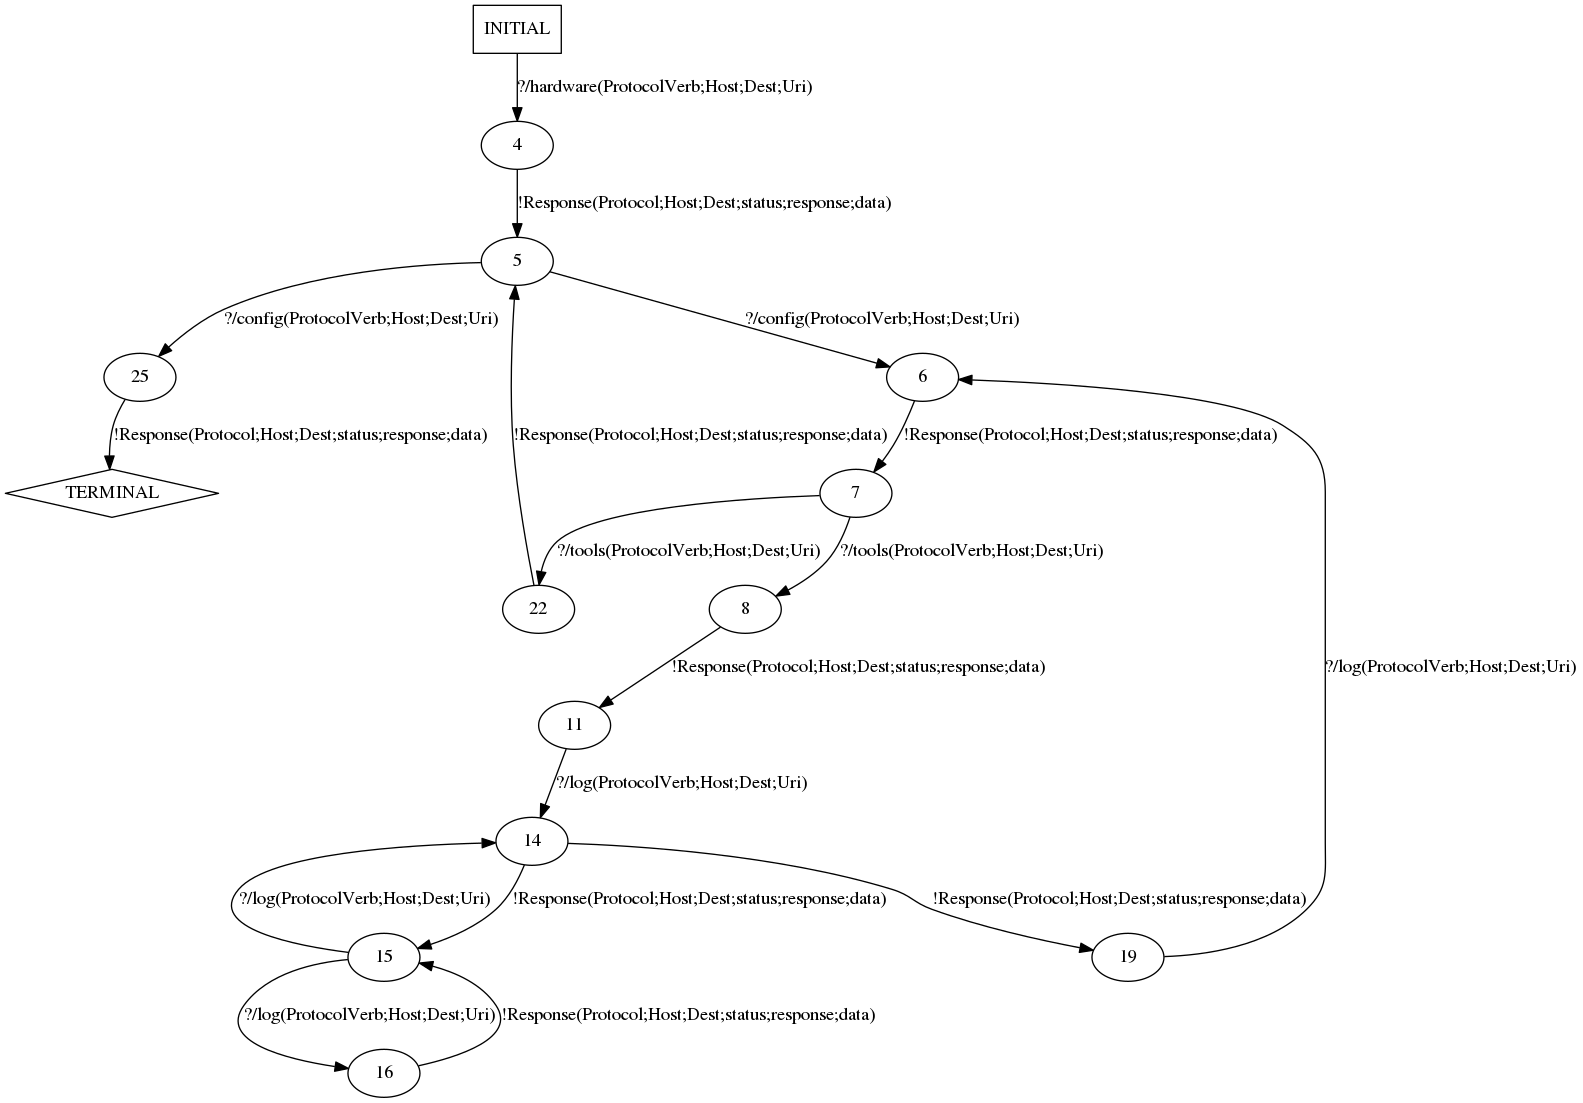 INITIAL
?/hardware(ProtocolVerb;Host;Dest;Uri)
4
!Response(Protocol;Host;Dest;status;response;data)
5
?/config(ProtocolVerb;Host;Dest;Uri)
?/config(ProtocolVerb;Host;Dest;Uri)
25
6
!Response(Protocol;Host;Dest;status;response;data)
!Response(Protocol;Host;Dest;status;response;data)
!Response(Protocol;Host;Dest;status;response;data)
TERMINAL
7
?/tools(ProtocolVerb;Host;Dest;Uri)
?/tools(ProtocolVerb;Host;Dest;Uri)
22
8
!Response(Protocol;Host;Dest;status;response;data)
?/log(ProtocolVerb;Host;Dest;Uri)
11
?/log(ProtocolVerb;Host;Dest;Uri)
14
?/log(ProtocolVerb;Host;Dest;Uri)
!Response(Protocol;Host;Dest;status;response;data)
!Response(Protocol;Host;Dest;status;response;data)
15
19
?/log(ProtocolVerb;Host;Dest;Uri)
!Response(Protocol;Host;Dest;status;response;data)
16